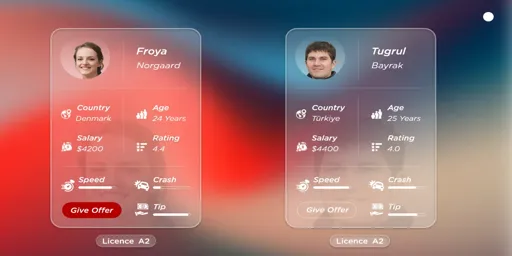 Froya
Norgaard
Country
Denmark
Age
24 Years
Salary
$4200
Rating
4.4
Speed
Crash
Give Offer
Tip
Licence A2
Tugrul
Bayrak
Country
Türkiye
Age
25 Years
Salary
$4400
Rating
4.0
Speed
Crash
Give Offer
Tip
Licence A2